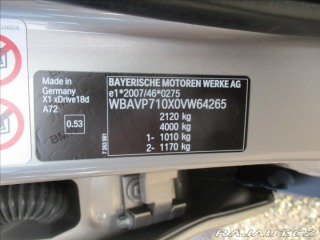 Made in
Germany
X1 xDrive18d
A72
0.53
BAYERISCHE MOTOREN WERKE AG
e1*2007/46*0275
WBAVP710X0VW64265
2120 kg
4000 kg
1- 1010 kg
2- 1170 kg
RAJAUT.CZ